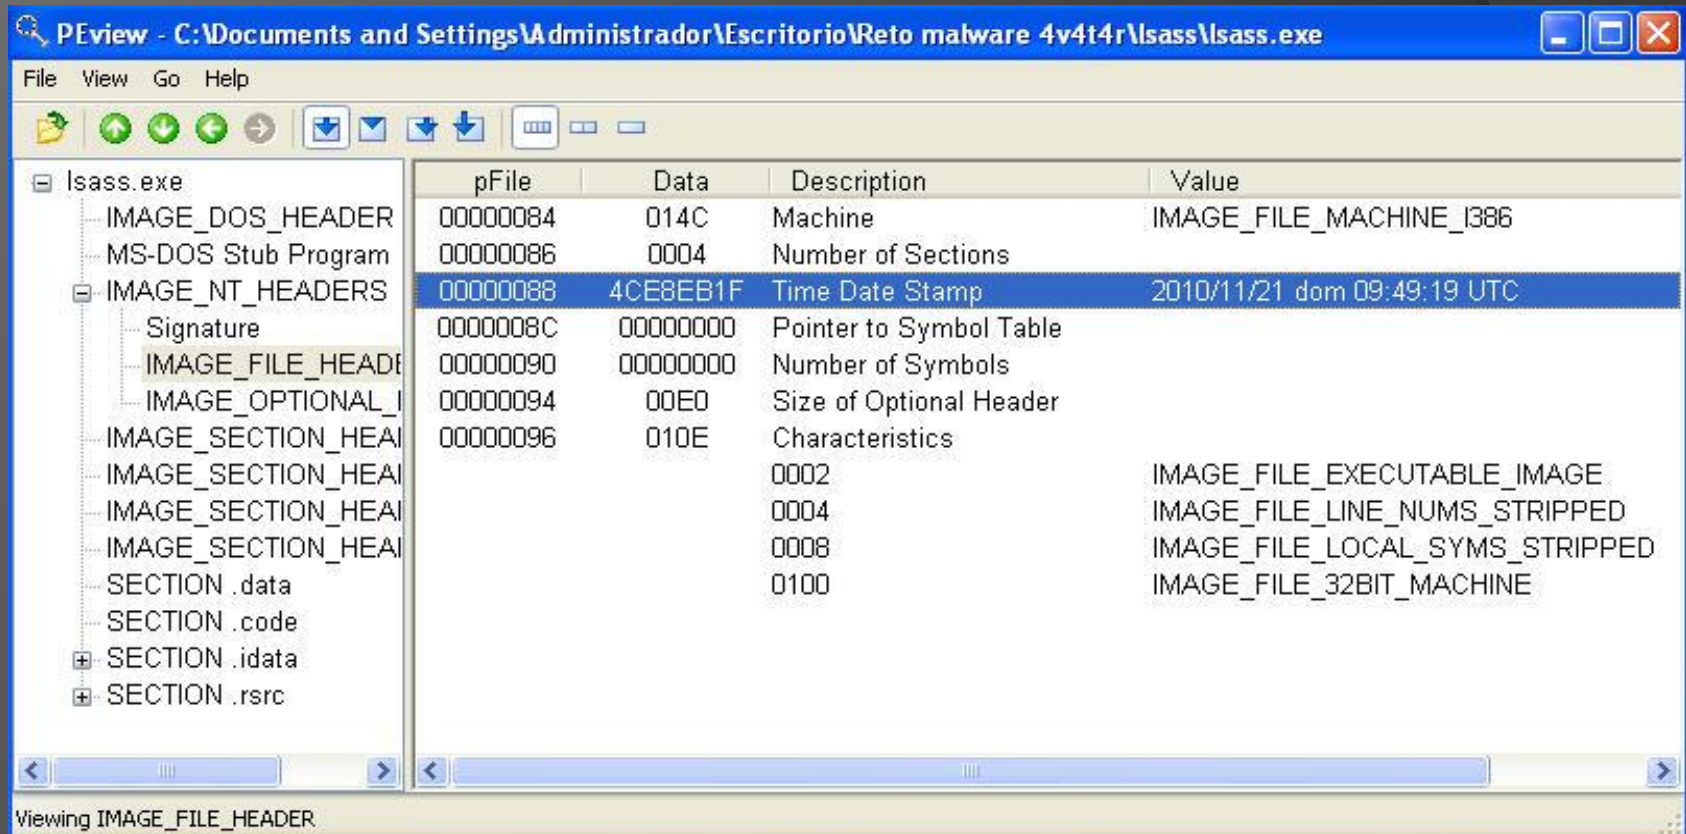 PEview - C:\Documents and Settings\Administrador\Escritorio\Reto malware 4v4t4r\lsass\lsass.exe
File View Go Help
lsass.exe
IMAGE_DOS_HEADER
MS-DOS Stub Program
IMAGE_NT_HEADERS
Signature
IMAGE_FILE_HEADE
IMAGE_OPTIONAL_I
IMAGE_SECTION_HEAI
IMAGE_SECTION_HEAI
IMAGE_SECTION_HEAI
IMAGE_SECTION_HEAI
SECTION .data
SECTION .code
SECTION .idata
SECTION .rsrc
pFile Data Description Value
00000084 014C Machine IMAGE_FILE_MACHINE_I386
00000086 0004 Number of Sections
00000088 4CE8EB1F Time Date Stamp 2010/11/21 dom 09:49:19 UTC
0000008C 00000000 Pointer to Symbol Table
00000090 00000000 Number of Symbols
00000094 00E0 Size of Optional Header
00000096 010E Characteristics
0002 IMAGE_FILE_EXECUTABLE_IMAGE
0004 IMAGE_FILE_LINE_NUMS_STRIPPED
0008 IMAGE_FILE_LOCAL_SYMS_STRIPPED
0100 IMAGE_FILE_32BIT_MACHINE
Viewing IMAGE_FILE_HEADER